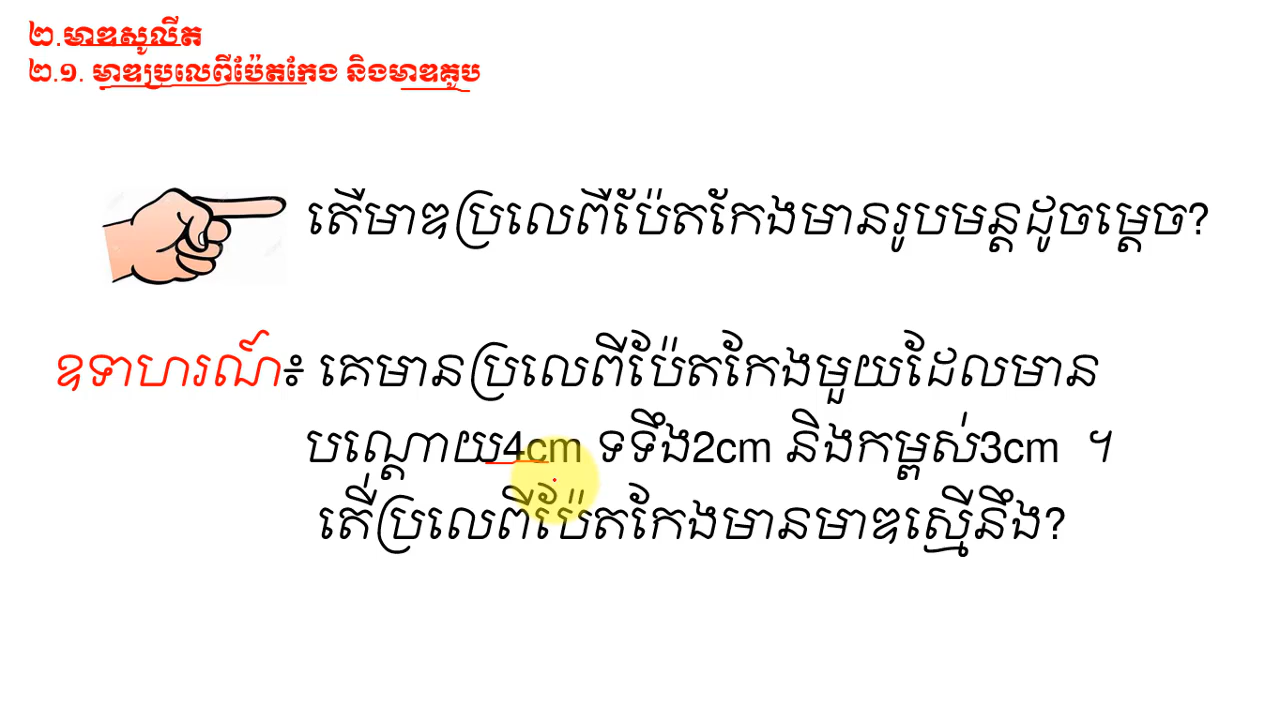 ២.មាឌសូលីត
២.១. មាឌប្រលេពីប៉ែតកែង និងមាឌគូប
តើមាឌប្រលេពីប៉ែតកែងមានរូបមន្តដូចម្តេច?
ឧទាហរណ៍៖ គេមានប្រលេពីប៉ែតកែងមួយដែលមាន
បណ្តោយ4cm ទទឹង2cm និងកម្ពស់3cm ។
តើ់ប្រលេពីប៉ែតកែងមានមាឌស្មើនឹង?